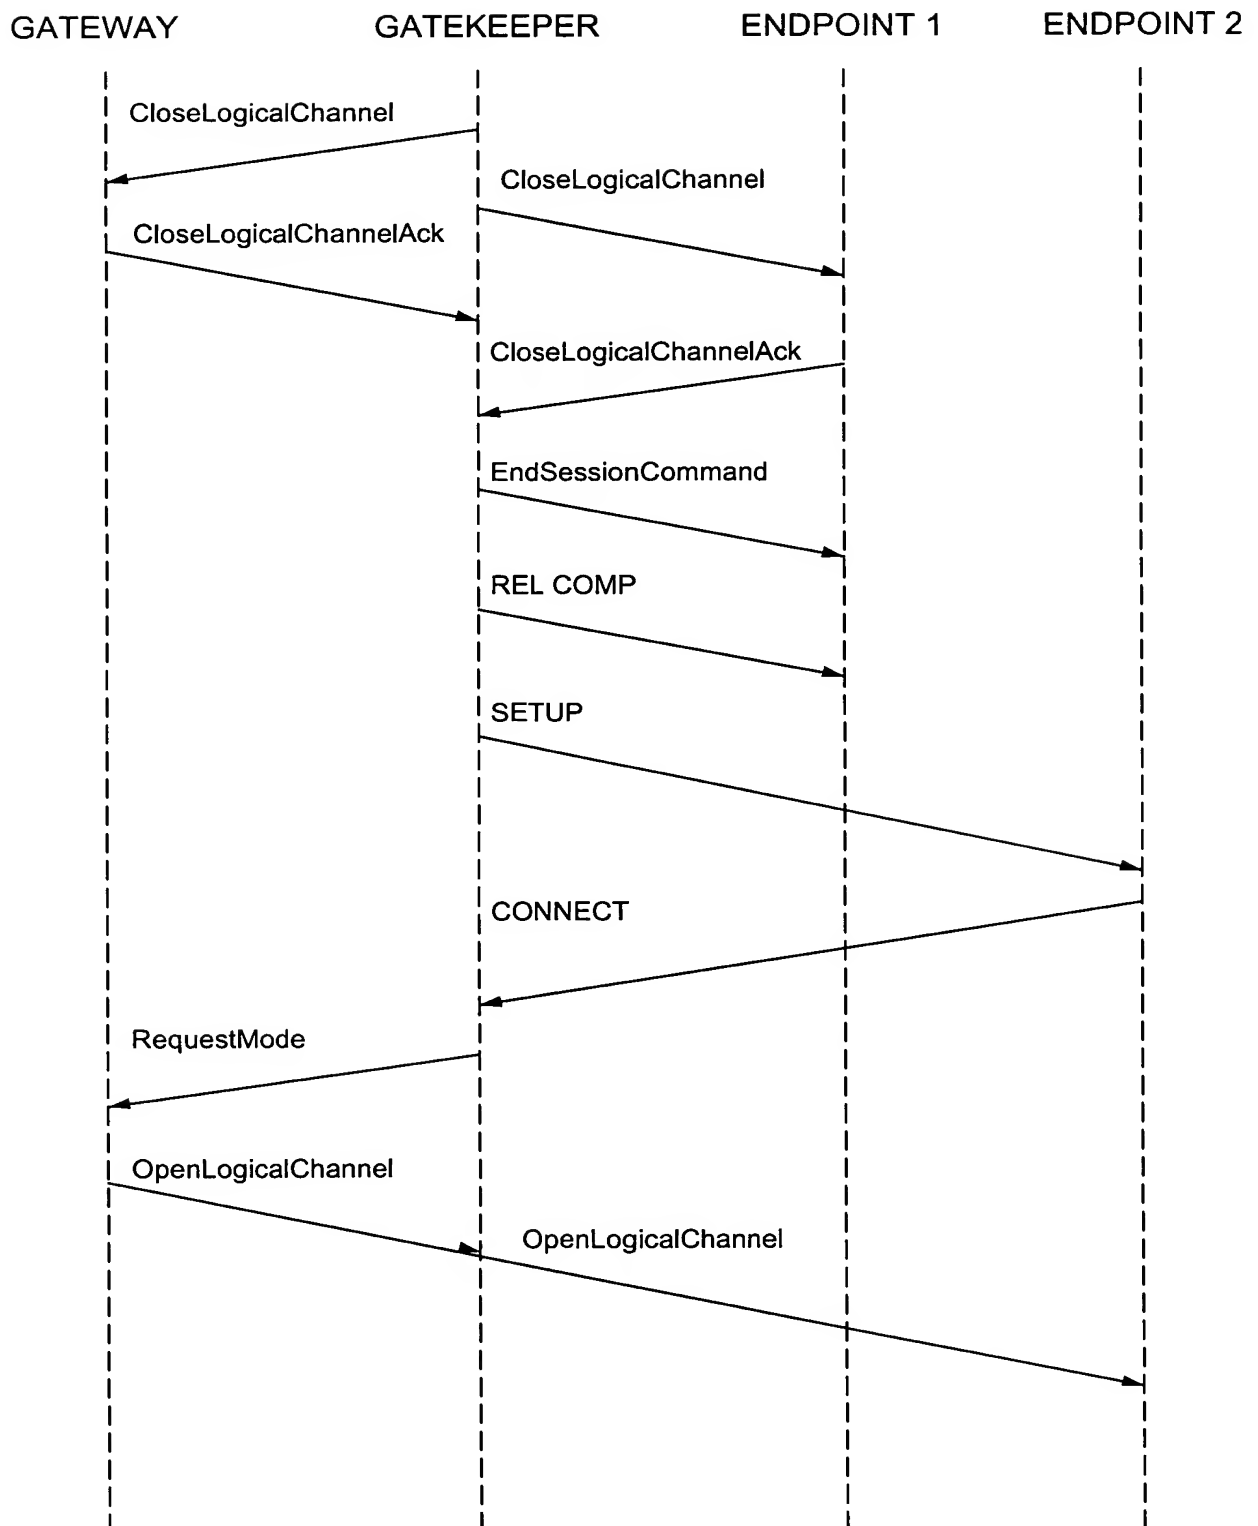 GATEWAY GATEKEEPER ENDPOINT 1 ENDPOINT 2
CloseLogicalChannel
CloseLogicalChannel
CloseLogicalChannelAck
CloseLogicalChannelAck
EndSessionCommand
REL COMP
SETUP
CONNECT
RequestMode
OpenLogicalChannel
OpenLogicalChannel